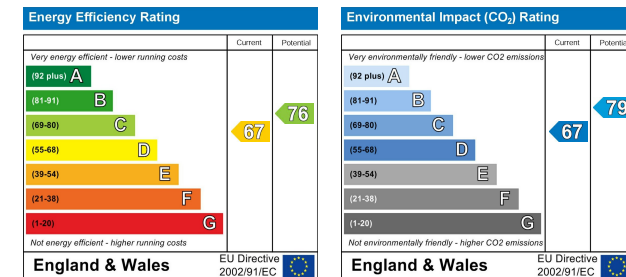 Energy Efficiency Rating
Current Potential
Very energy efficient - lower running costs
(92 plus) A
(81-91) B
(69-80) C
(55-68) D
(39-54) E
(21-38) F
(1-20) G
67
76
Not energy efficient - higher running costs
England & Wales
EU Directive
2002/91/EC
Environmental Impact (CO₂) Rating
Current Potential
Very environmentally friendly - lower CO2 emissions
(92 plus) A
(81-91) B
(69-80) C
(55-68) D
(39-54) E
(21-38) F
(1-20) G
67
79
Not environmentally friendly - higher CO2 emissions
England & Wales
EU Directive
2002/91/EC